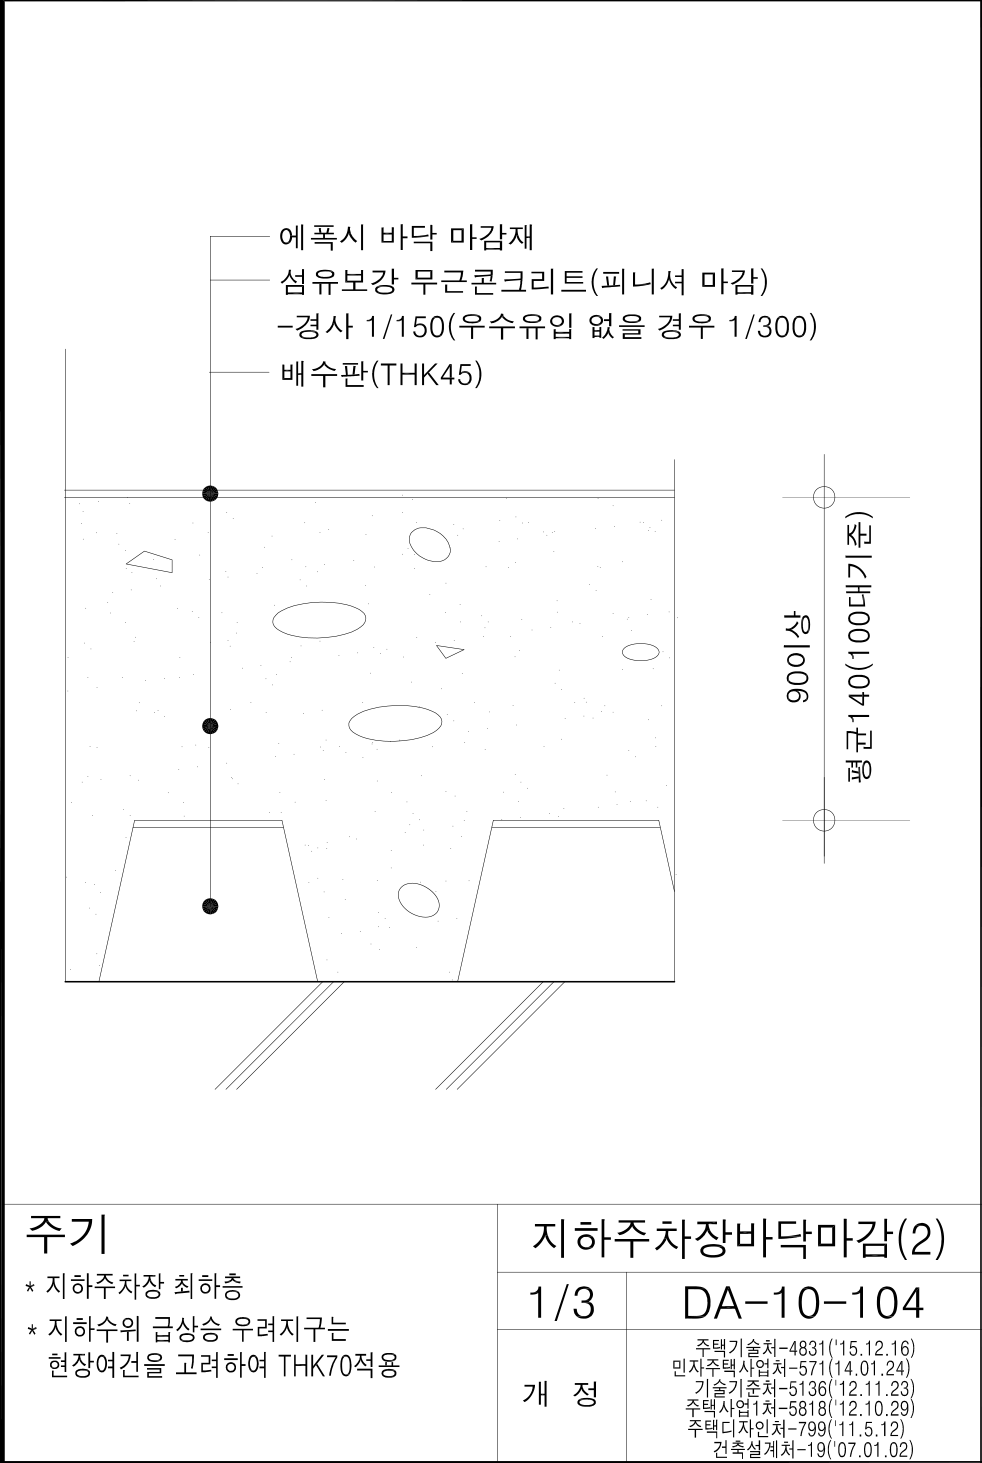 에폭시 바닥 마감재
섬유보강 무근콘크리트(피니셔 마감)
-경사 1/150(우수유입 없을 경우 1/300)
배수판(THK45)
90이상
평균140(100대기준)
주기
* 지하주차장 최하층
* 지하수위 급상승 우려지구는
현장여건을 고려하여 THK70적용
지하주차장바닥마감(2)
1/3
DA-10-104
개 정
주택기술처-4831('15.12.16)
민자주택사업처-571(14.01.24)
기술기준처-5136('12.11.23)
주택사업1처-5818('12.10.29)
주택디자인처-799('11.5.12)
건축설계처-19('07.01.02)